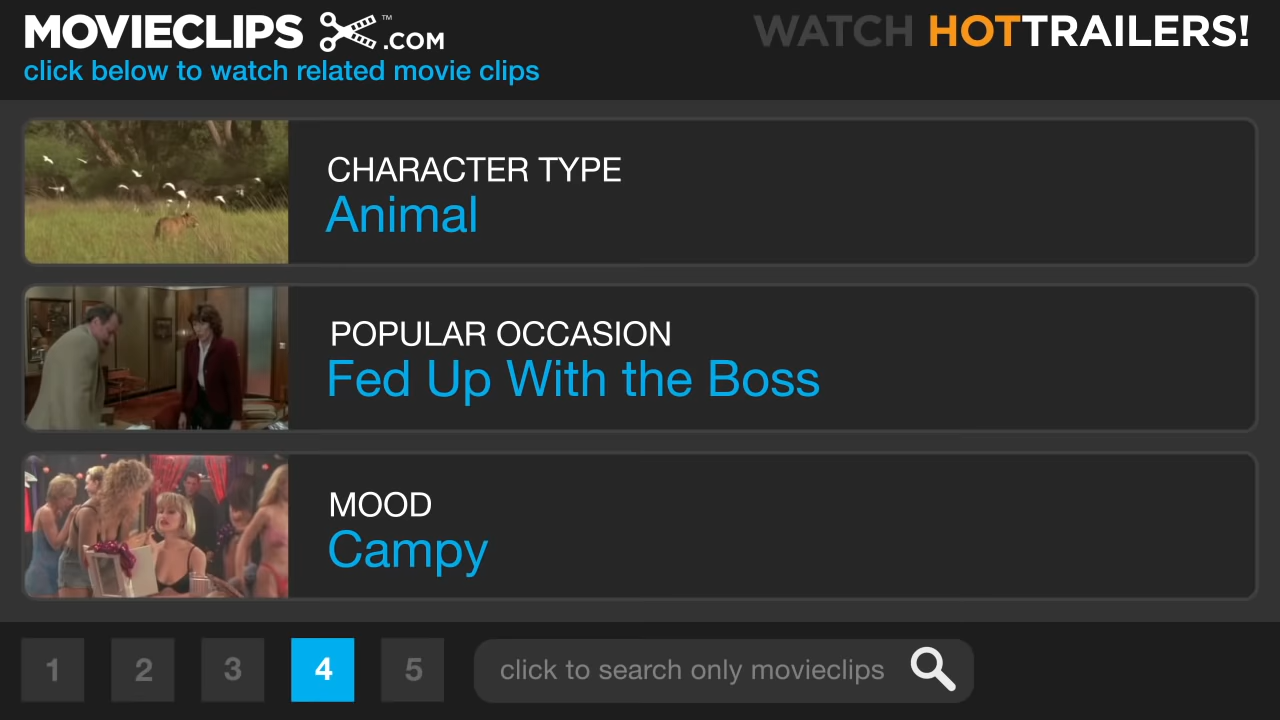 MOVIECLIPS ™ .COM
WATCH HOTTRAILERS!
click below to watch related movie clips
CHARACTER TYPE
Animal
POPULAR OCCASION
Fed Up With the Boss
MOOD
Campy
1 2 3 4 5 click to search only movieclips